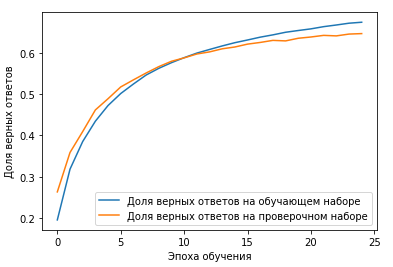 0.6
0.5
0.4
0.3
0.2
Доля верных ответов
Доля верных ответов на обучающем наборе
Доля верных ответов на проверочном наборе
0 5 10 15 20 25
Эпоха обучения